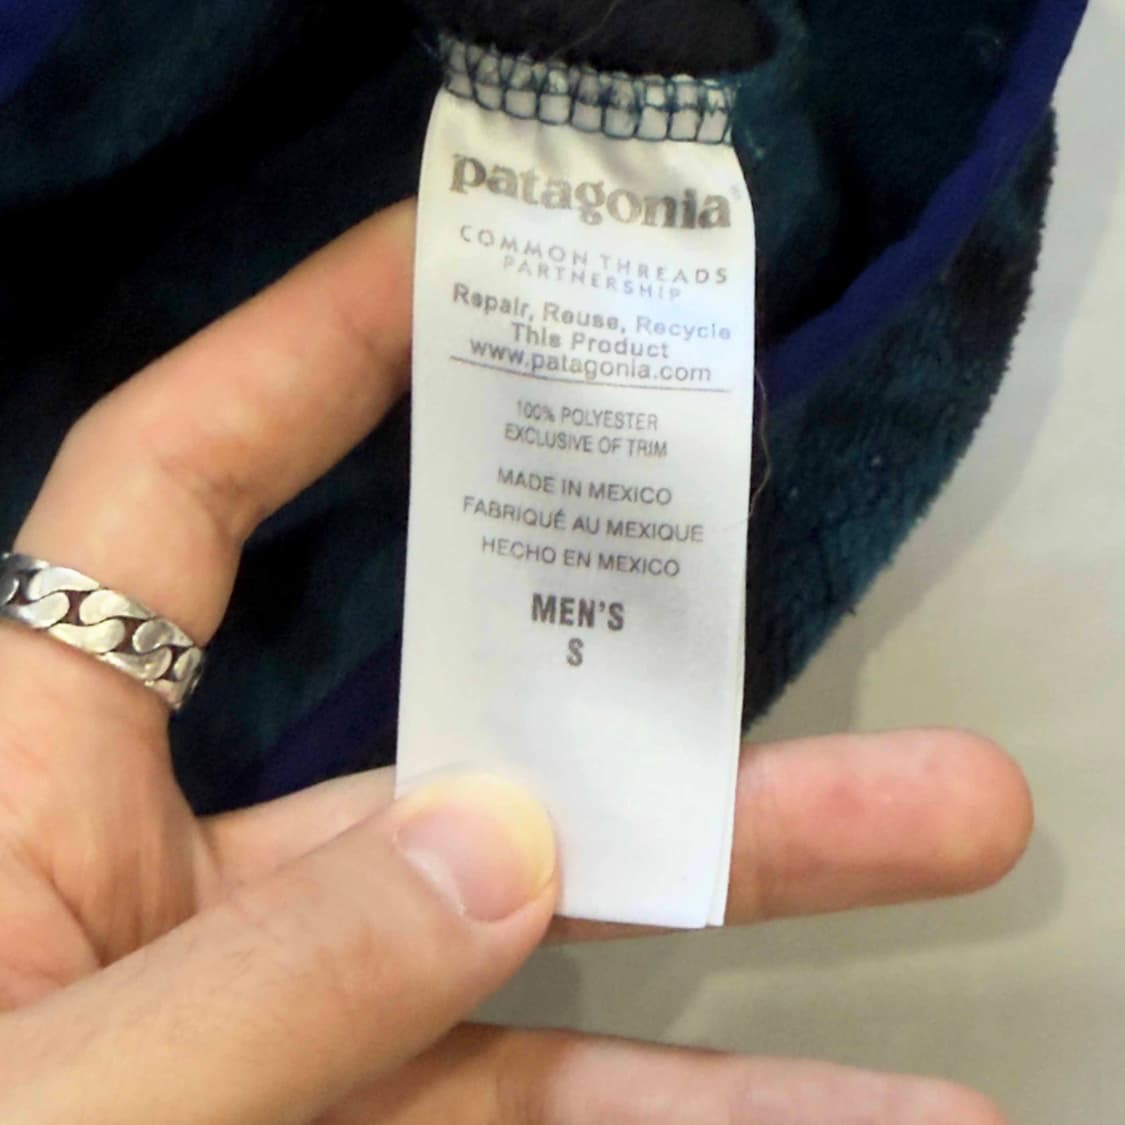 patagonia
COMMON THREADS
PARTNERSHIP
Repair, Reuse, Recycle
This Product
www.patagonia.com
100% POLYESTER
EXCLUSIVE OF TRIM
MADE IN MEXICO
FABRIQUÉ AU MEXIQUE
HECHO EN MEXICO
MEN'S
S